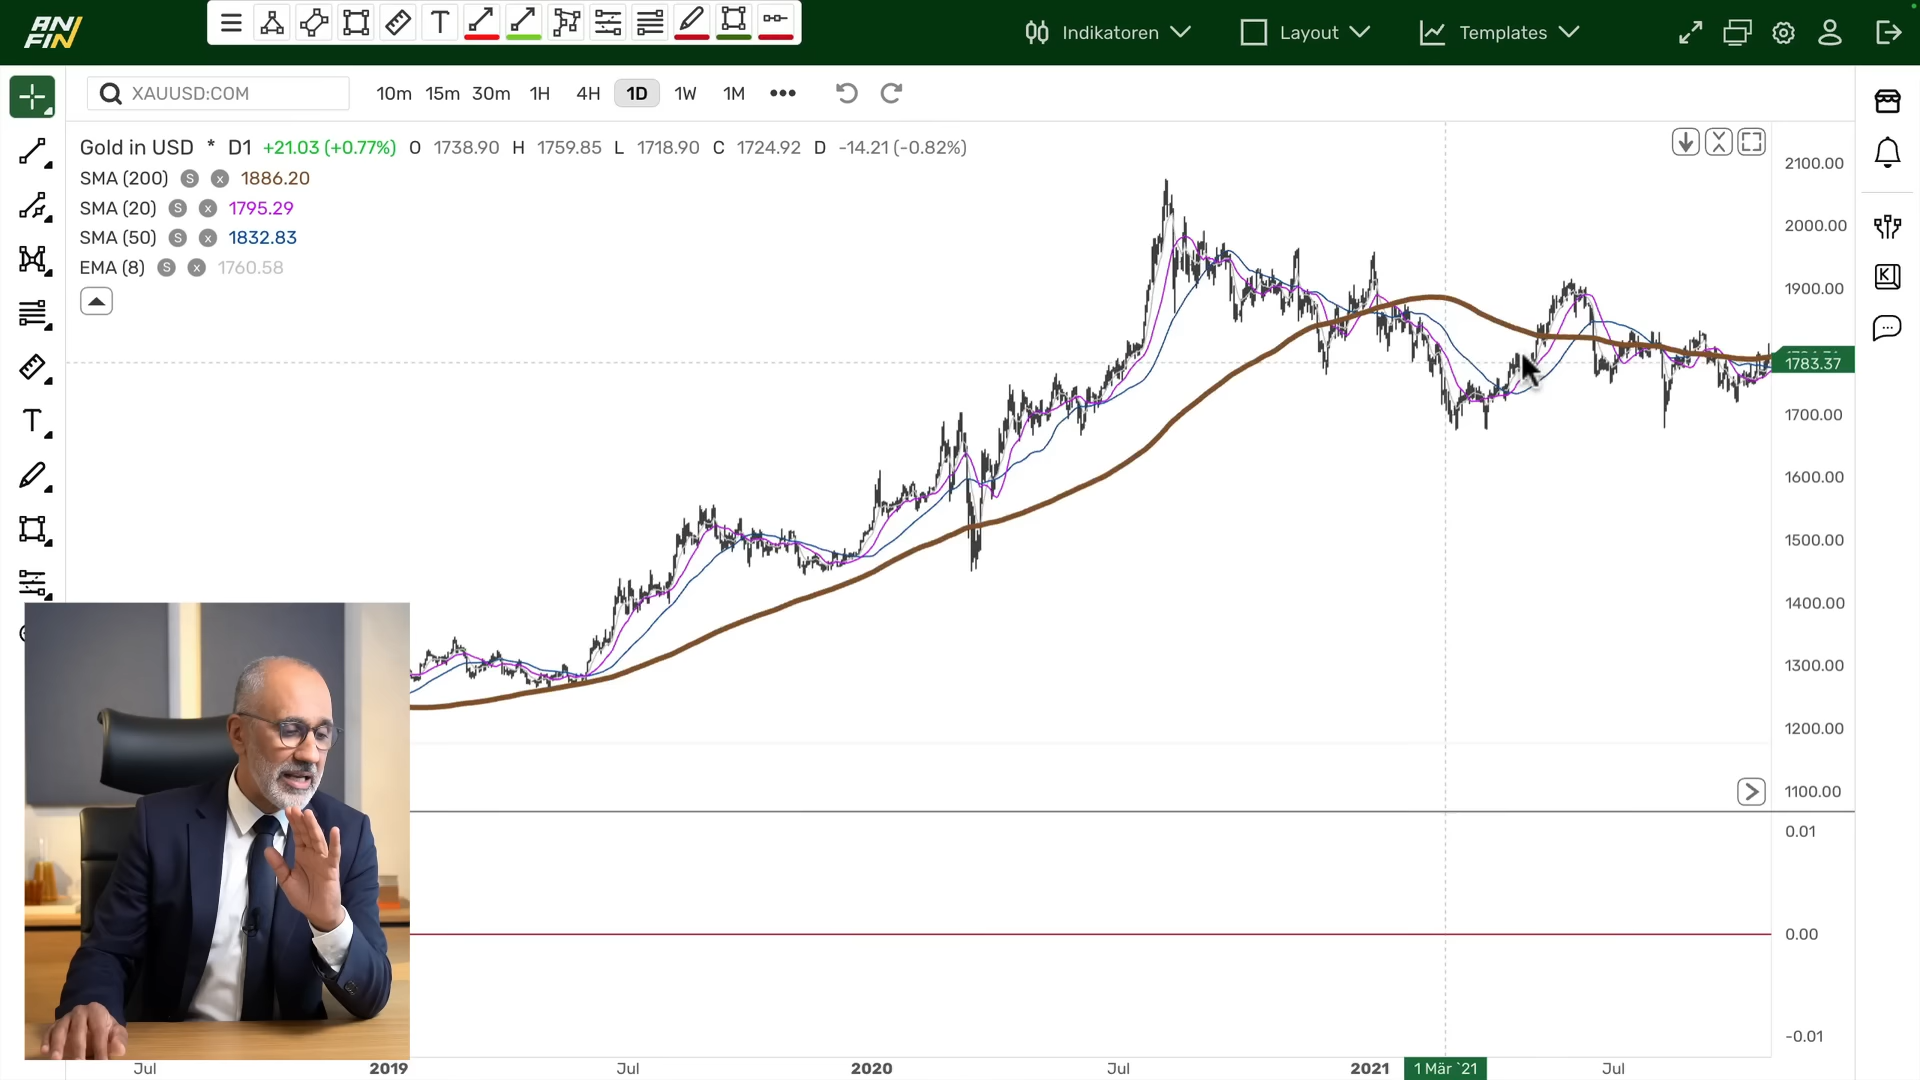 ANFIN
T
Indikatoren
Layout
Templates
XAUUSD:COM
10m 15m 30m 1H 4H 1D 1W 1M •••
Gold in USD * D1 +21.03 (+0.77%) O 1738.90 H 1759.85 L 1718.90 C 1724.92 D -14.21 (-0.82%)
SMA (200) S x 1886.20
SMA (20) S x 1795.29
SMA (50) S x 1832.83
EMA (8) S x 1760.58
2100.00
2000.00
1900.00
1783.37
1700.00
1600.00
1500.00
1400.00
1300.00
1200.00
1100.00
0.01
0.00
-0.01
T
K
Jul 2019 Jul 2020 Jul 2021 1 Mär `21 Jul